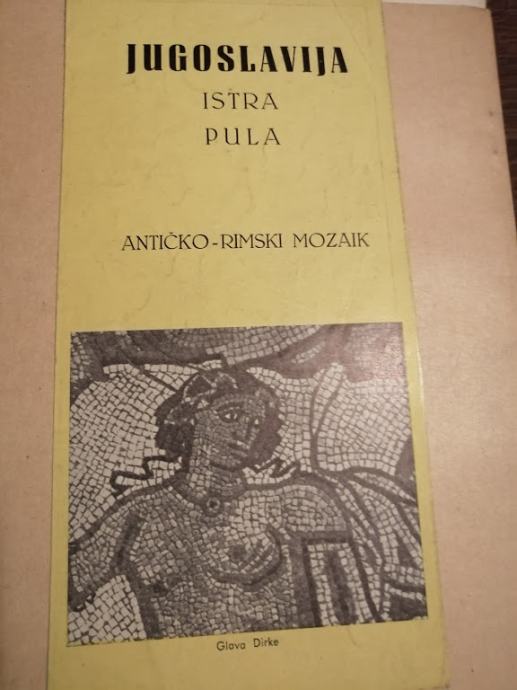 JUGOSLAVIJA
ISTRA
PULA
ANTIČKO-RIMSKI MOZAIK
Glava Dirke